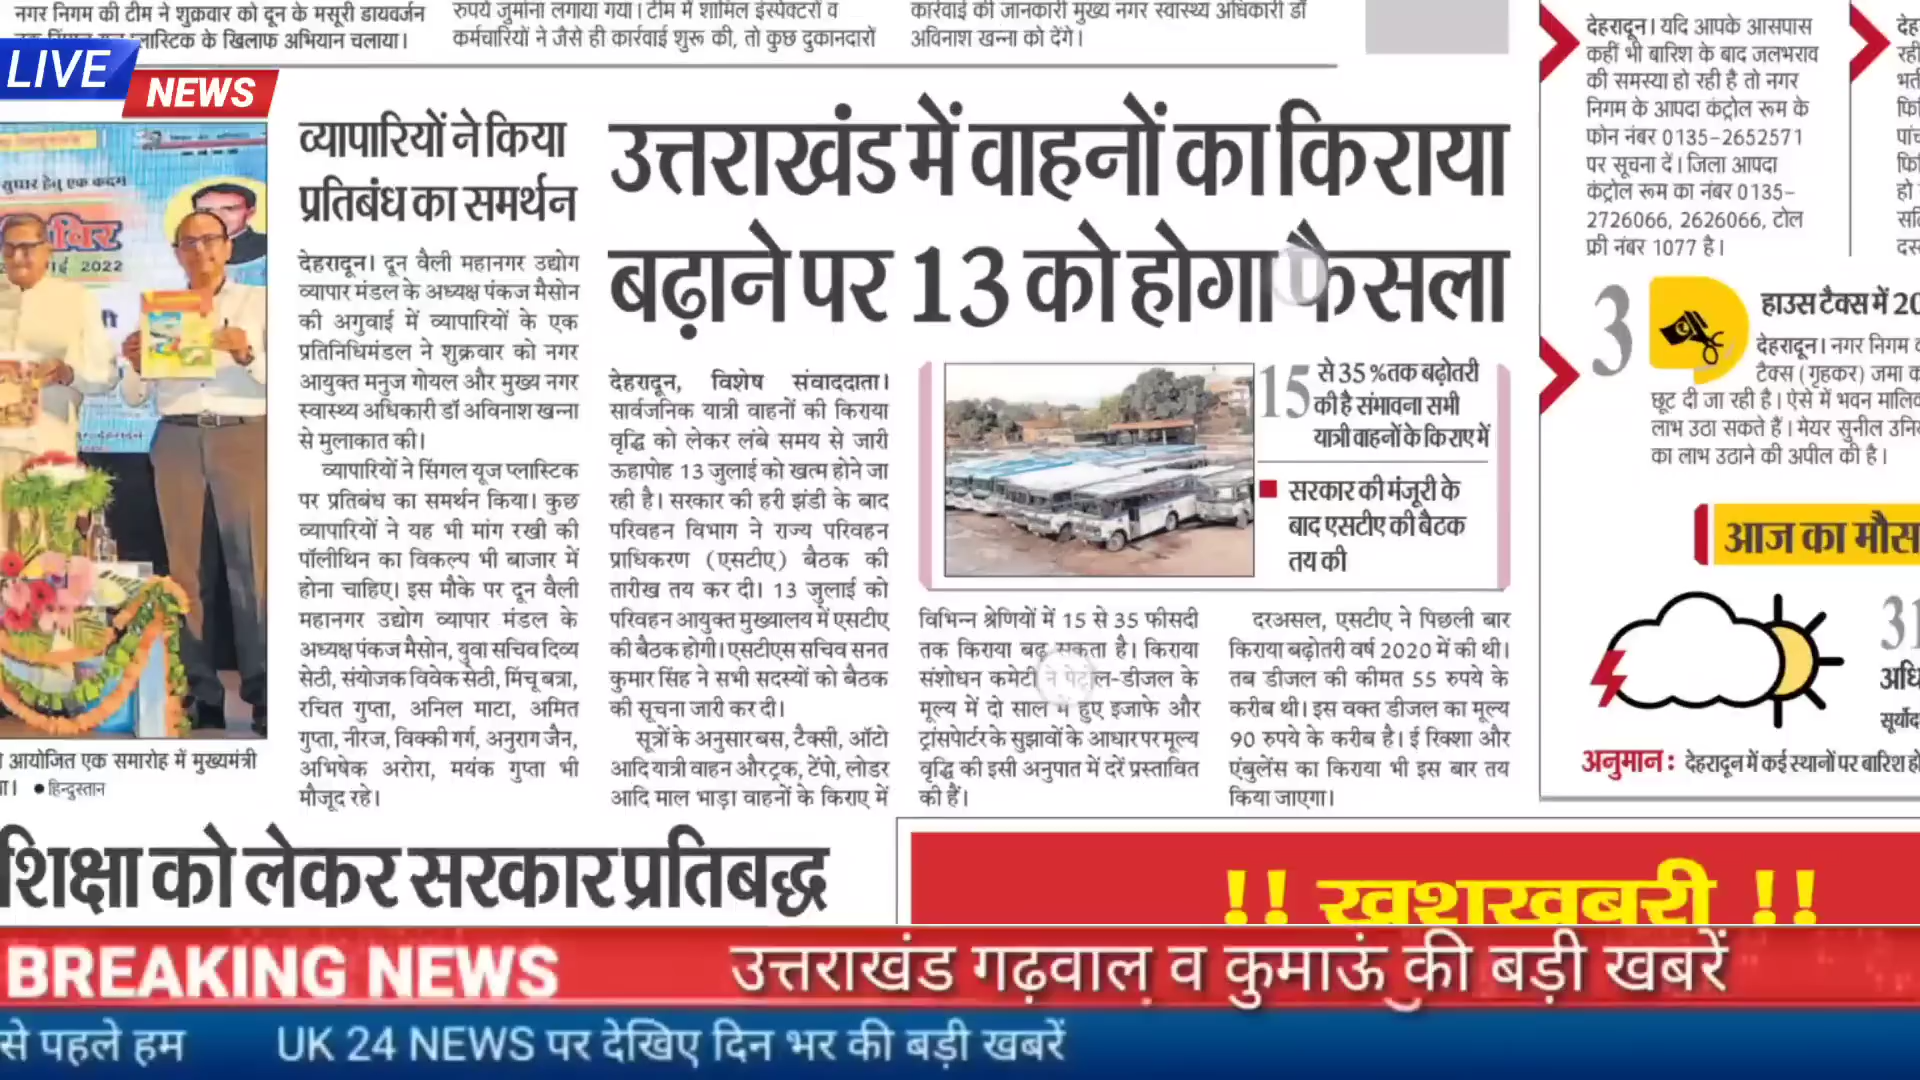 नगर निगम की टीम ने शुक्रवार को दून के मसूरी डायवर्जन
प्लास्टिक के खिलाफ अभियान चलाया।
रुपये जुर्माना लगाया गया। टीम में शामिल इंस्पेक्टरों व
कर्मचारियों ने जैसे ही कार्रवाई शुरू की, तो कुछ दुकानदारों
कार्रवाई की जानकारी मुख्य नगर स्वास्थ्य अधिकारी डॉ
अविनाश खन्ना को देंगे।
LIVE
NEWS
सुधार हेतु एक कदम
2022
आयोजित एक समारोह में मुख्यमंत्री
● हिन्दुस्तान
व्यापारियों ने किया
प्रतिबंध का समर्थन
देहरादून। दून वैली महानगर उद्योग
व्यापार मंडल के अध्यक्ष पंकज मैसोन
की अगुवाई में व्यापारियों के एक
प्रतिनिधिमंडल ने शुक्रवार को नगर
आयुक्त मनुज गोयल और मुख्य नगर
स्वास्थ्य अधिकारी डॉ अविनाश खन्ना
से मुलाकात की।
व्यापारियों ने सिंगल यूज प्लास्टिक
पर प्रतिबंध का समर्थन किया। कुछ
व्यापारियों ने यह भी मांग रखी की
पॉलीथिन का विकल्प भी बाजार में
होना चाहिए। इस मौके पर दून वैली
महानगर उद्योग व्यापार मंडल के
अध्यक्ष पंकज मैसोन, युवा सचिव दिव्य
सेठी, संयोजक विवेक सेठी, मिंचू बत्रा,
रचित गुप्ता, अनिल माटा, अमित
गुप्ता, नीरज, विक्की गर्ग, अनुराग जैन,
अभिषेक अरोरा, मयंक गुप्ता भी
मौजूद रहे।
उत्तराखंड में वाहनों का किराया
बढ़ाने पर 13 को होगा फैसला
देहरादून, विशेष संवाददाता।
सार्वजनिक यात्री वाहनों की किराया
वृद्धि को लेकर लंबे समय से जारी
ऊहापोह 13 जुलाई को खत्म होने जा
रही है। सरकार की हरी झंडी के बाद
परिवहन विभाग ने राज्य परिवहन
प्राधिकरण (एसटीए) बैठक की
तारीख तय कर दी। 13 जुलाई को
परिवहन आयुक्त मुख्यालय में एसटीए
की बैठक होगी। एसटीएस सचिव सनत
कुमार सिंह ने सभी सदस्यों को बैठक
की सूचना जारी कर दी।
सूत्रों के अनुसार बस, टैक्सी, ऑटो
आदि यात्री वाहन और ट्रक, टेंपो, लोडर
आदि माल भाड़ा वाहनों के किराए में
15 से 35 %तक बढ़ोतरी
की है संभावना सभी
यात्री वाहनों के किराए में
सरकार की मंजूरी के
बाद एसटीए की बैठक
तय की
विभिन्न श्रेणियों में 15 से 35 फीसदी
तक किराया बढ़ सकता है। किराया
संशोधन कमेटी ने पेट्रोल-डीजल के
मूल्य में दो साल में हुए इजाफे और
ट्रांसपोर्टर के सुझावों के आधार पर मूल्य
वृद्धि की इसी अनुपात में दरें प्रस्तावित
की हैं।
दरअसल, एसटीए ने पिछली बार
किराया बढ़ोतरी वर्ष 2020 में की थी।
तब डीजल की कीमत 55 रुपये के
करीब थी। इस वक्त डीजल का मूल्य
90 रुपये के करीब है। ई रिक्शा और
एंबुलेंस का किराया भी इस बार तय
किया जाएगा।
देहरादून। यदि आपके आसपास
कहीं भी बारिश के बाद जलभराव
की समस्या हो रही है तो नगर
निगम के आपदा कंट्रोल रूम के
फोन नंबर 0135-2652571
पर सूचना दें। जिला आपदा
कंट्रोल रूम का नंबर 0135-
2726066, 2626066, टोल
फ्री नंबर 1077 है।
3
हाउस टैक्स में 20
देहरादून। नगर निगम
टैक्स (गृहकर) जमा
छूट दी जा रही है। ऐसे में भवन मालिक
लाभ उठा सकते हैं। मेयर सुनील
का लाभ उठाने की अपील की है।
आज का मौस
31
अधि
सूर्योद
अनुमान : देहरादून में कई स्थानों पर बारिश
शिक्षा को लेकर सरकार प्रतिबद्ध
!! खुशखबरी !!
BREAKING NEWS
उत्तराखंड गढ़वाल व कुमाऊं की बड़ी खबरें
से पहले हम
UK 24 NEWS पर देखिए दिन भर की बड़ी खबरें